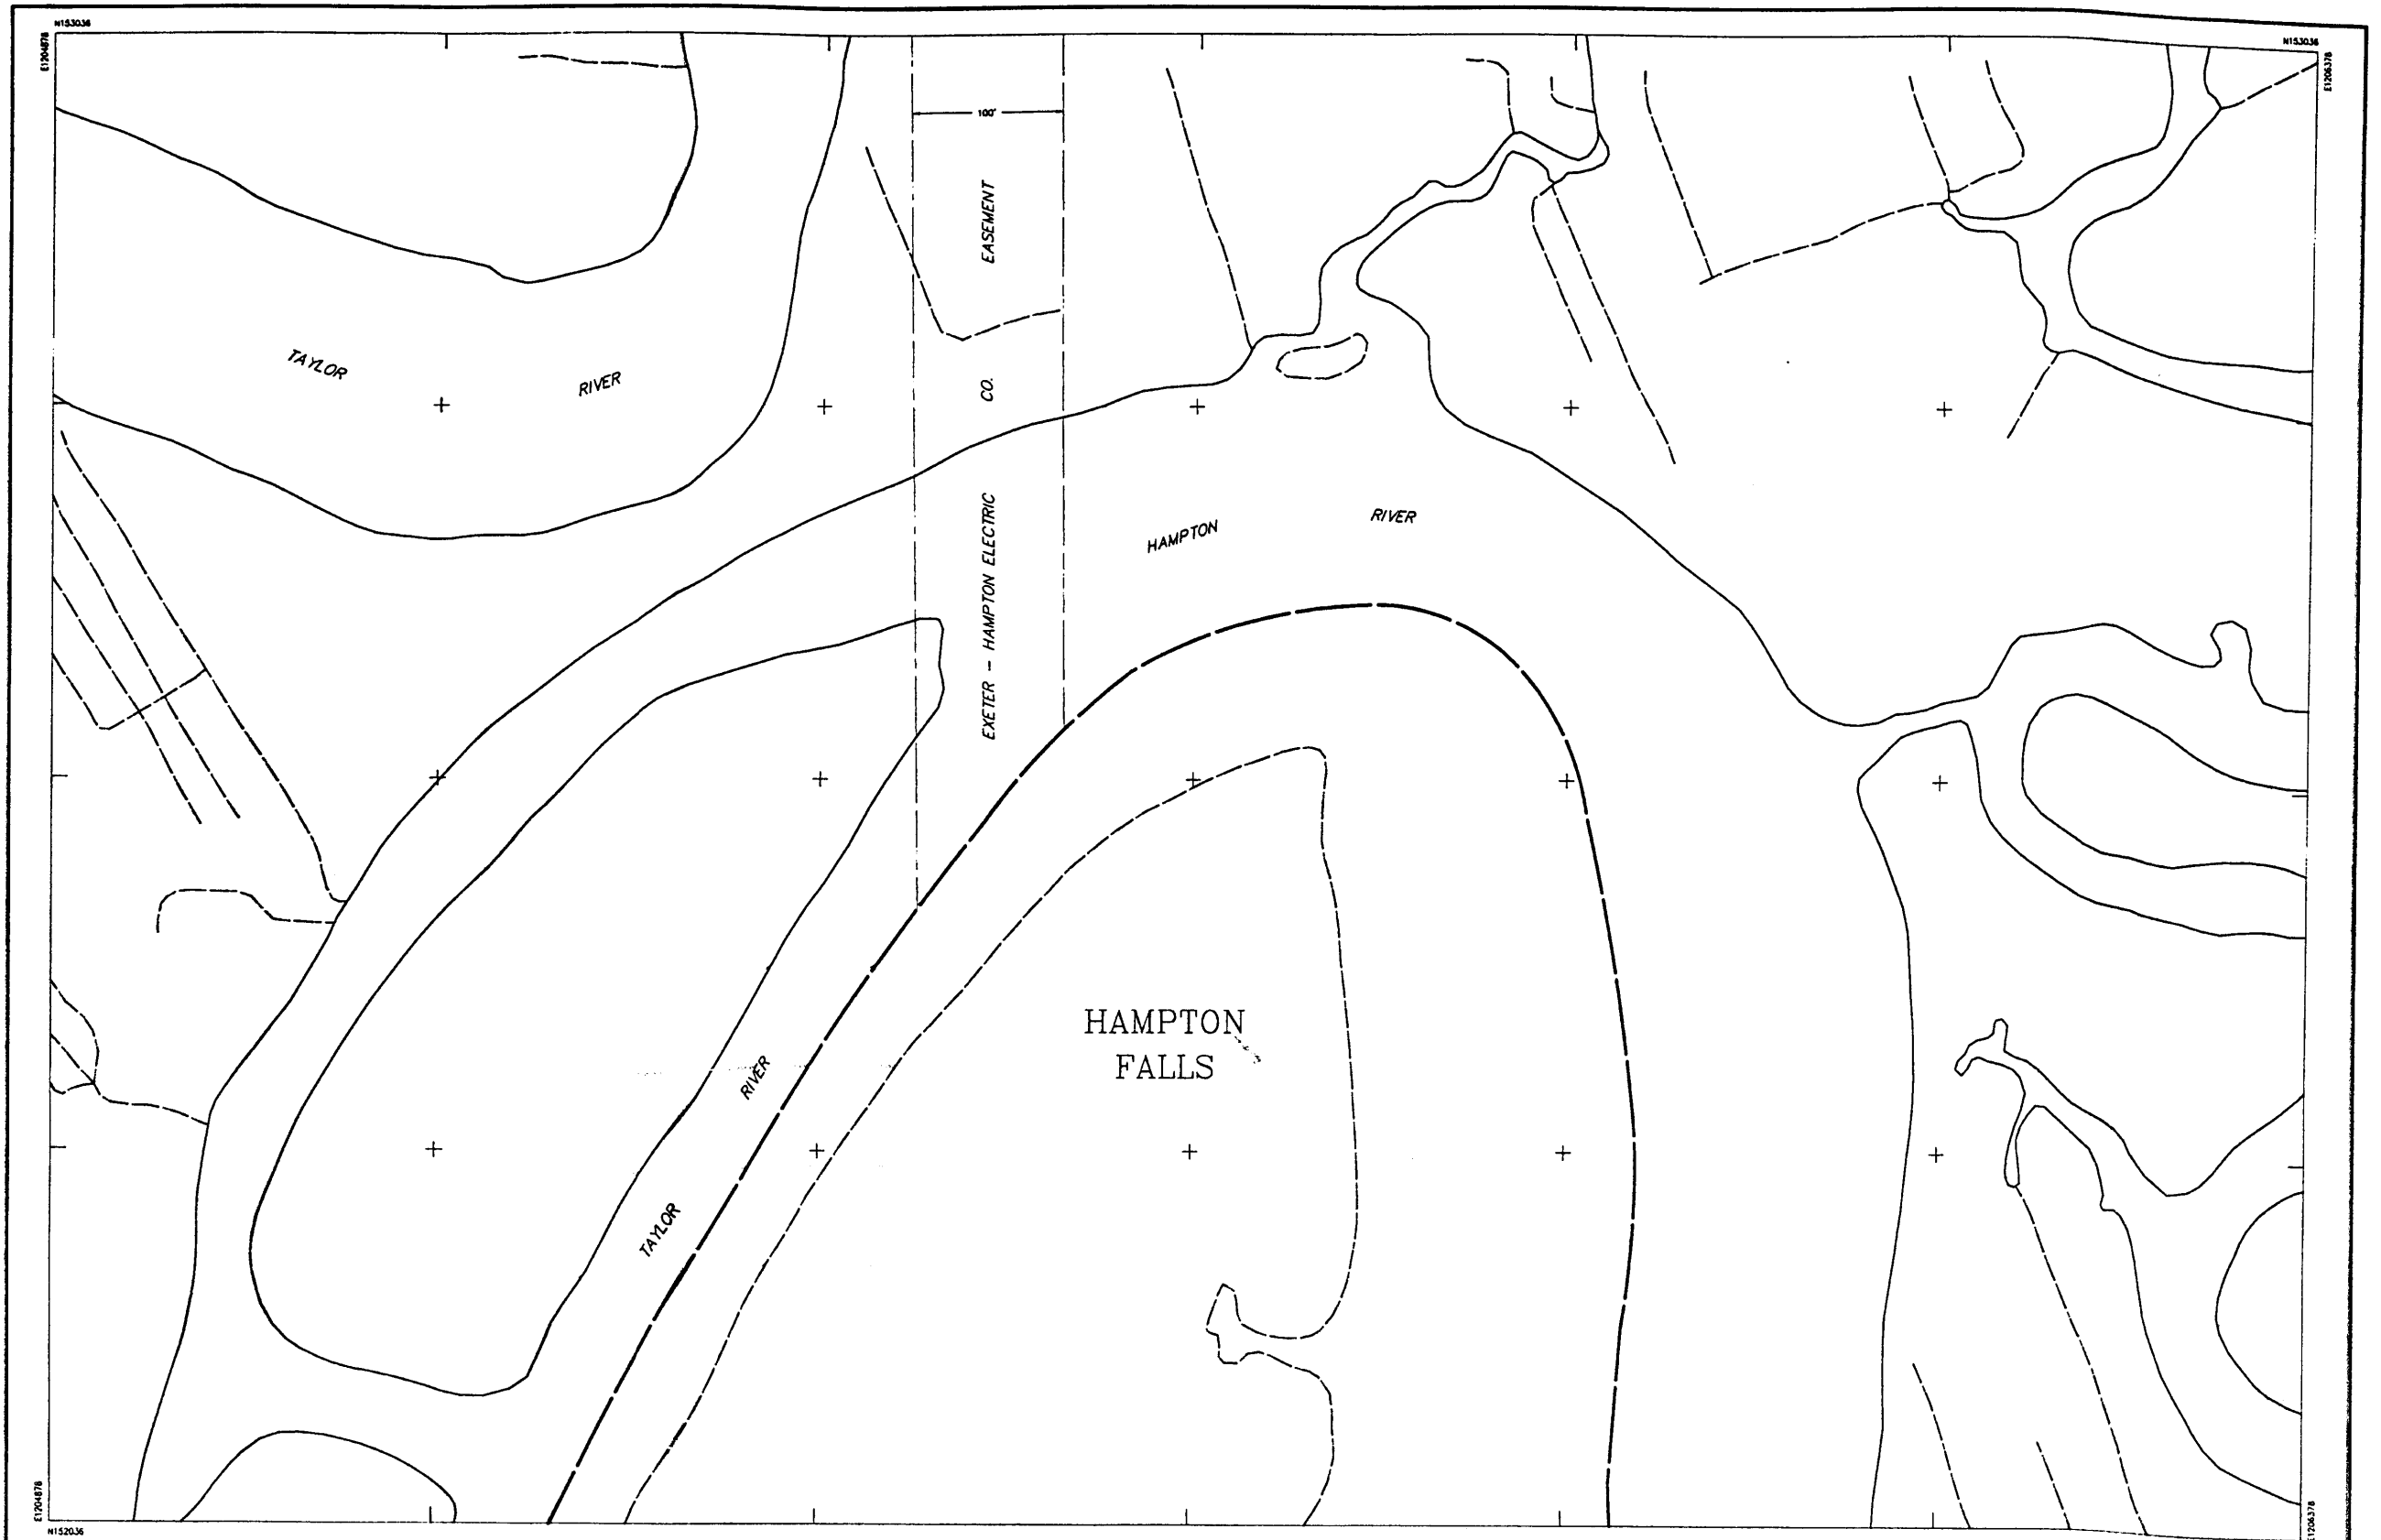 N153036
N153036
E1204878
E1206378
100'
EASEMENT
TAYLOR RIVER
CO.
EXETER - HAMPTON ELECTRIC
HAMPTON RIVER
HAMPTON
FALLS
TAYLOR RIVER
E1204878
E1206378
N152036